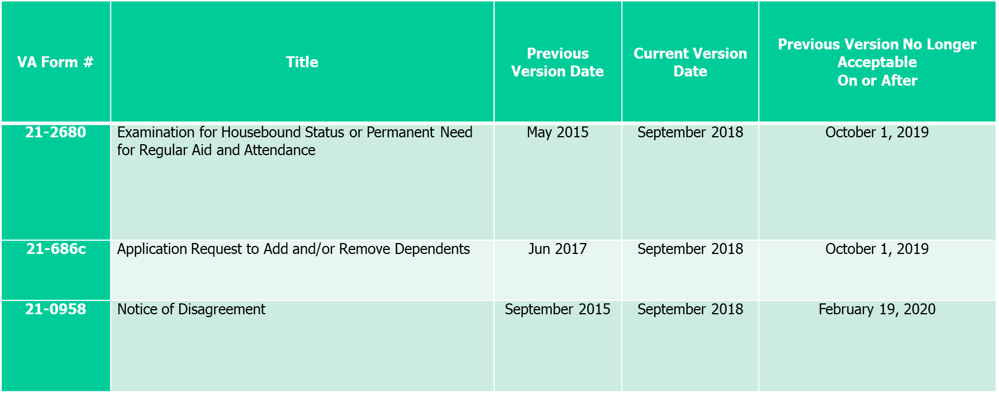 VA Form #
Title
Previous
Version Date
Current Version
Date
Previous Version No Longer
Acceptable
On or After
21-2680
Examination for Housebound Status or Permanent Need
for Regular Aid and Attendance
May 2015
September 2018
October 1, 2019
21-686c
Application Request to Add and/or Remove Dependents
Jun 2017
September 2018
October 1, 2019
21-0958
Notice of Disagreement
September 2015
September 2018
February 19, 2020